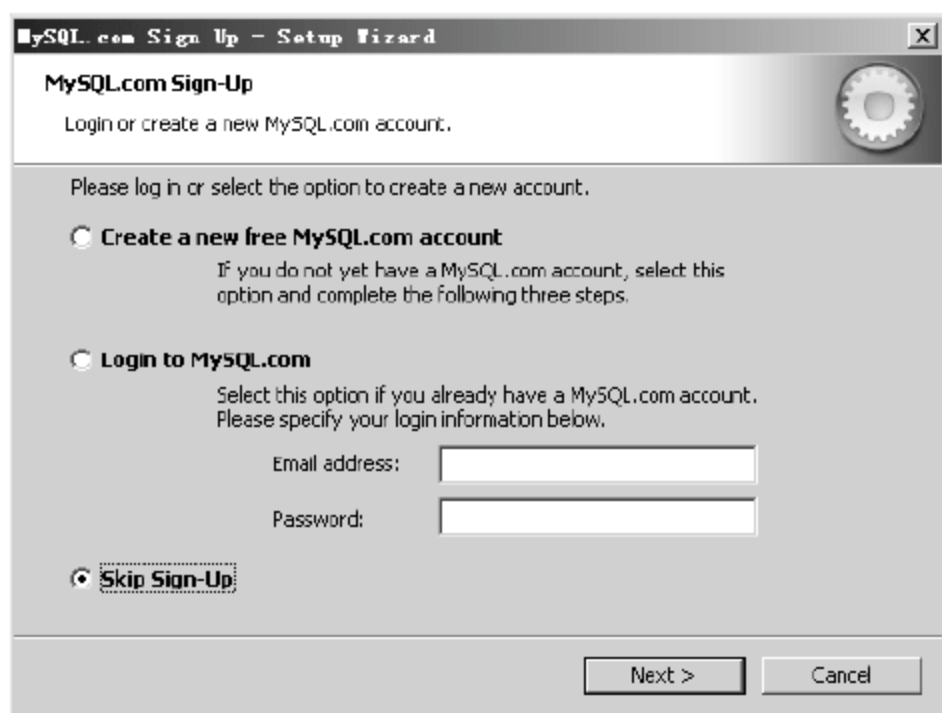 MySQL.com Sign Up - Setup Wizard
MySQL.com Sign-Up
Login or create a new MySQL.com account.
Please log in or select the option to create a new account.
Create a new free MySQL.com account
If you do not yet have a MySQL.com account, select this
option and complete the following three steps.
Login to MySQL.com
Select this option if you already have a MySQL.com account.
Please specify your login information below.
Email address:
Password:
Skip Sign-Up
Next >
Cancel